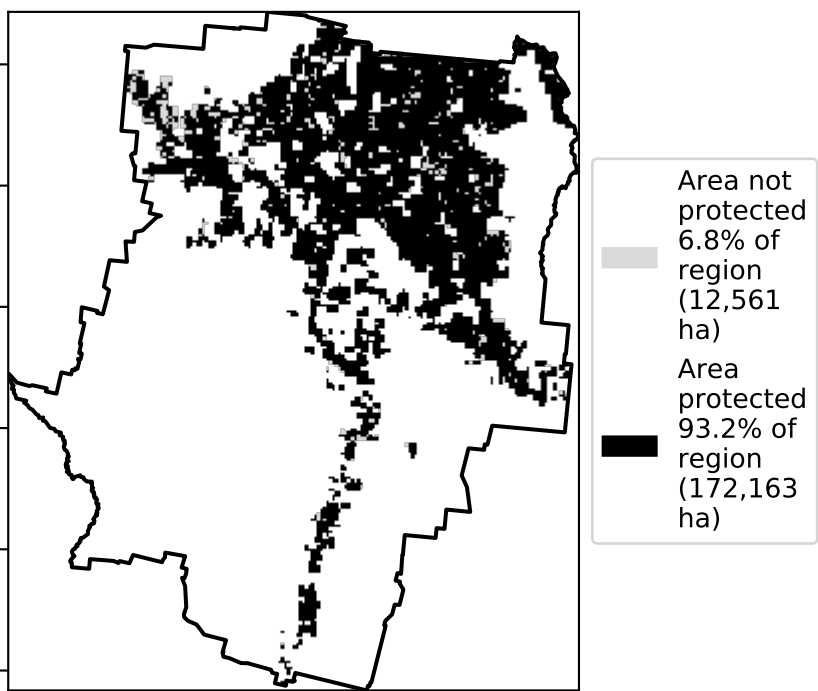 Area not
protected
6.8% of
region
(12,561
ha)
Area
protected
93.2% of
region
(172,163
ha)